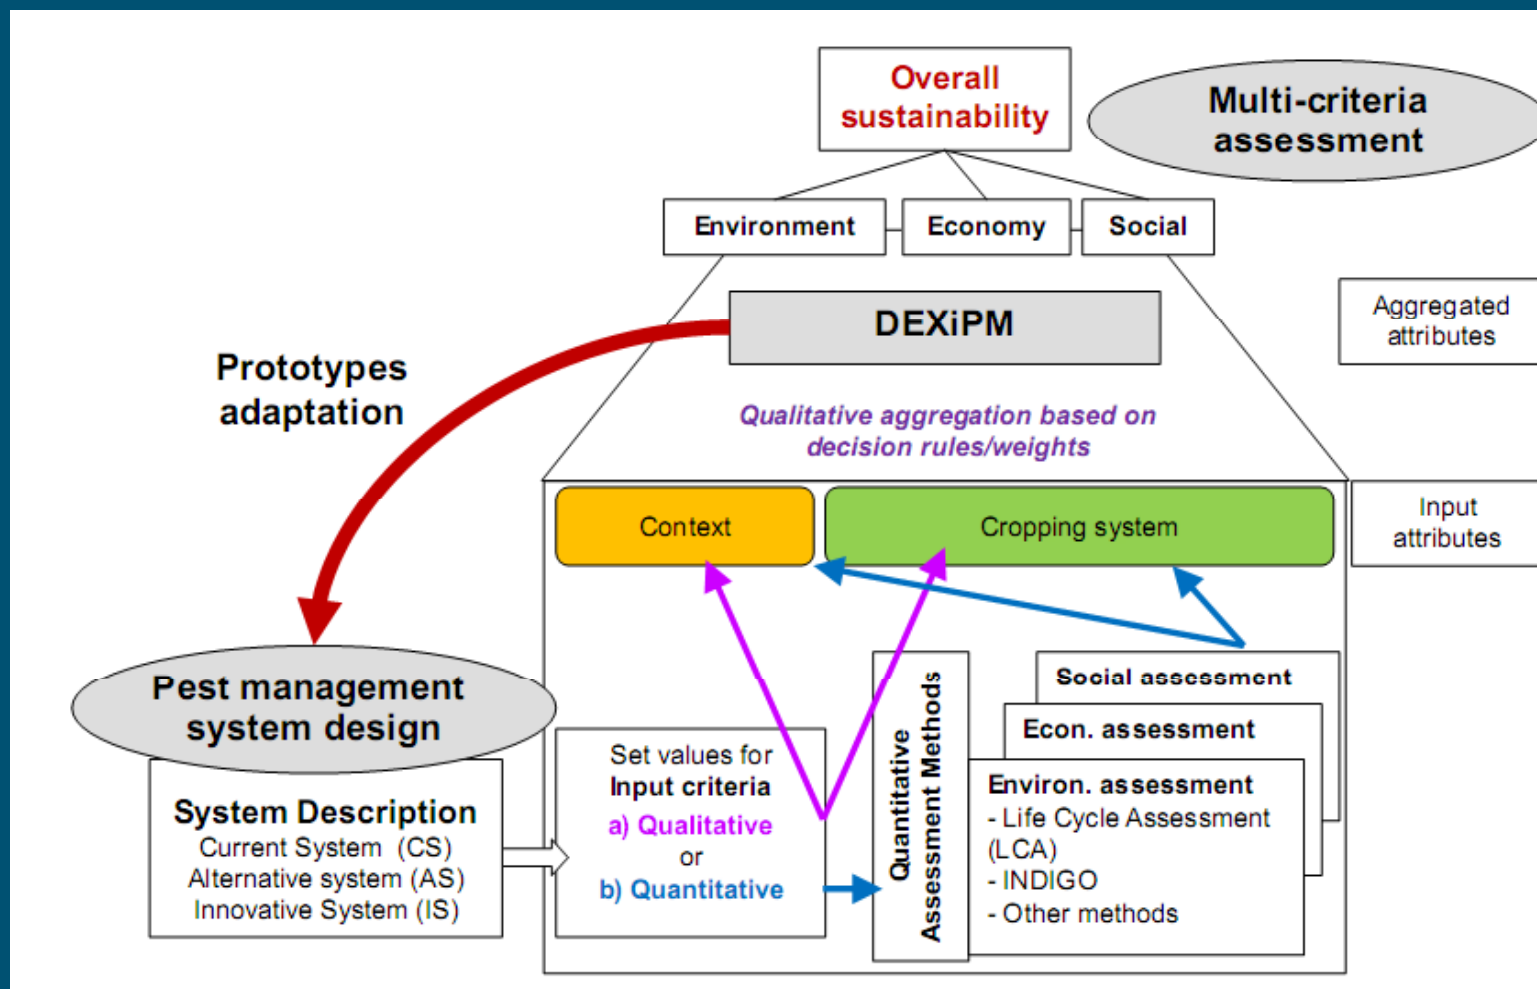 Overall
sustainability
Multi-criteria
assessment
Environment
Economy
Social
DEXiPM
Aggregated
attributes
Prototypes
adaptation
Qualitative aggregation based on
decision rules/weights
Context
Cropping system
Input
attributes
Pest management
system design
System Description
Current System (CS)
Alternative system (AS)
Innovative System (IS)
Set values for
Input criteria
a) Qualitative
or
b) Quantitative
Quantitative
Assessment Methods
Social assessment
Econ. assessment
Environ. assessment
- Life Cycle Assessment
(LCA)
- INDIGO
- Other methods